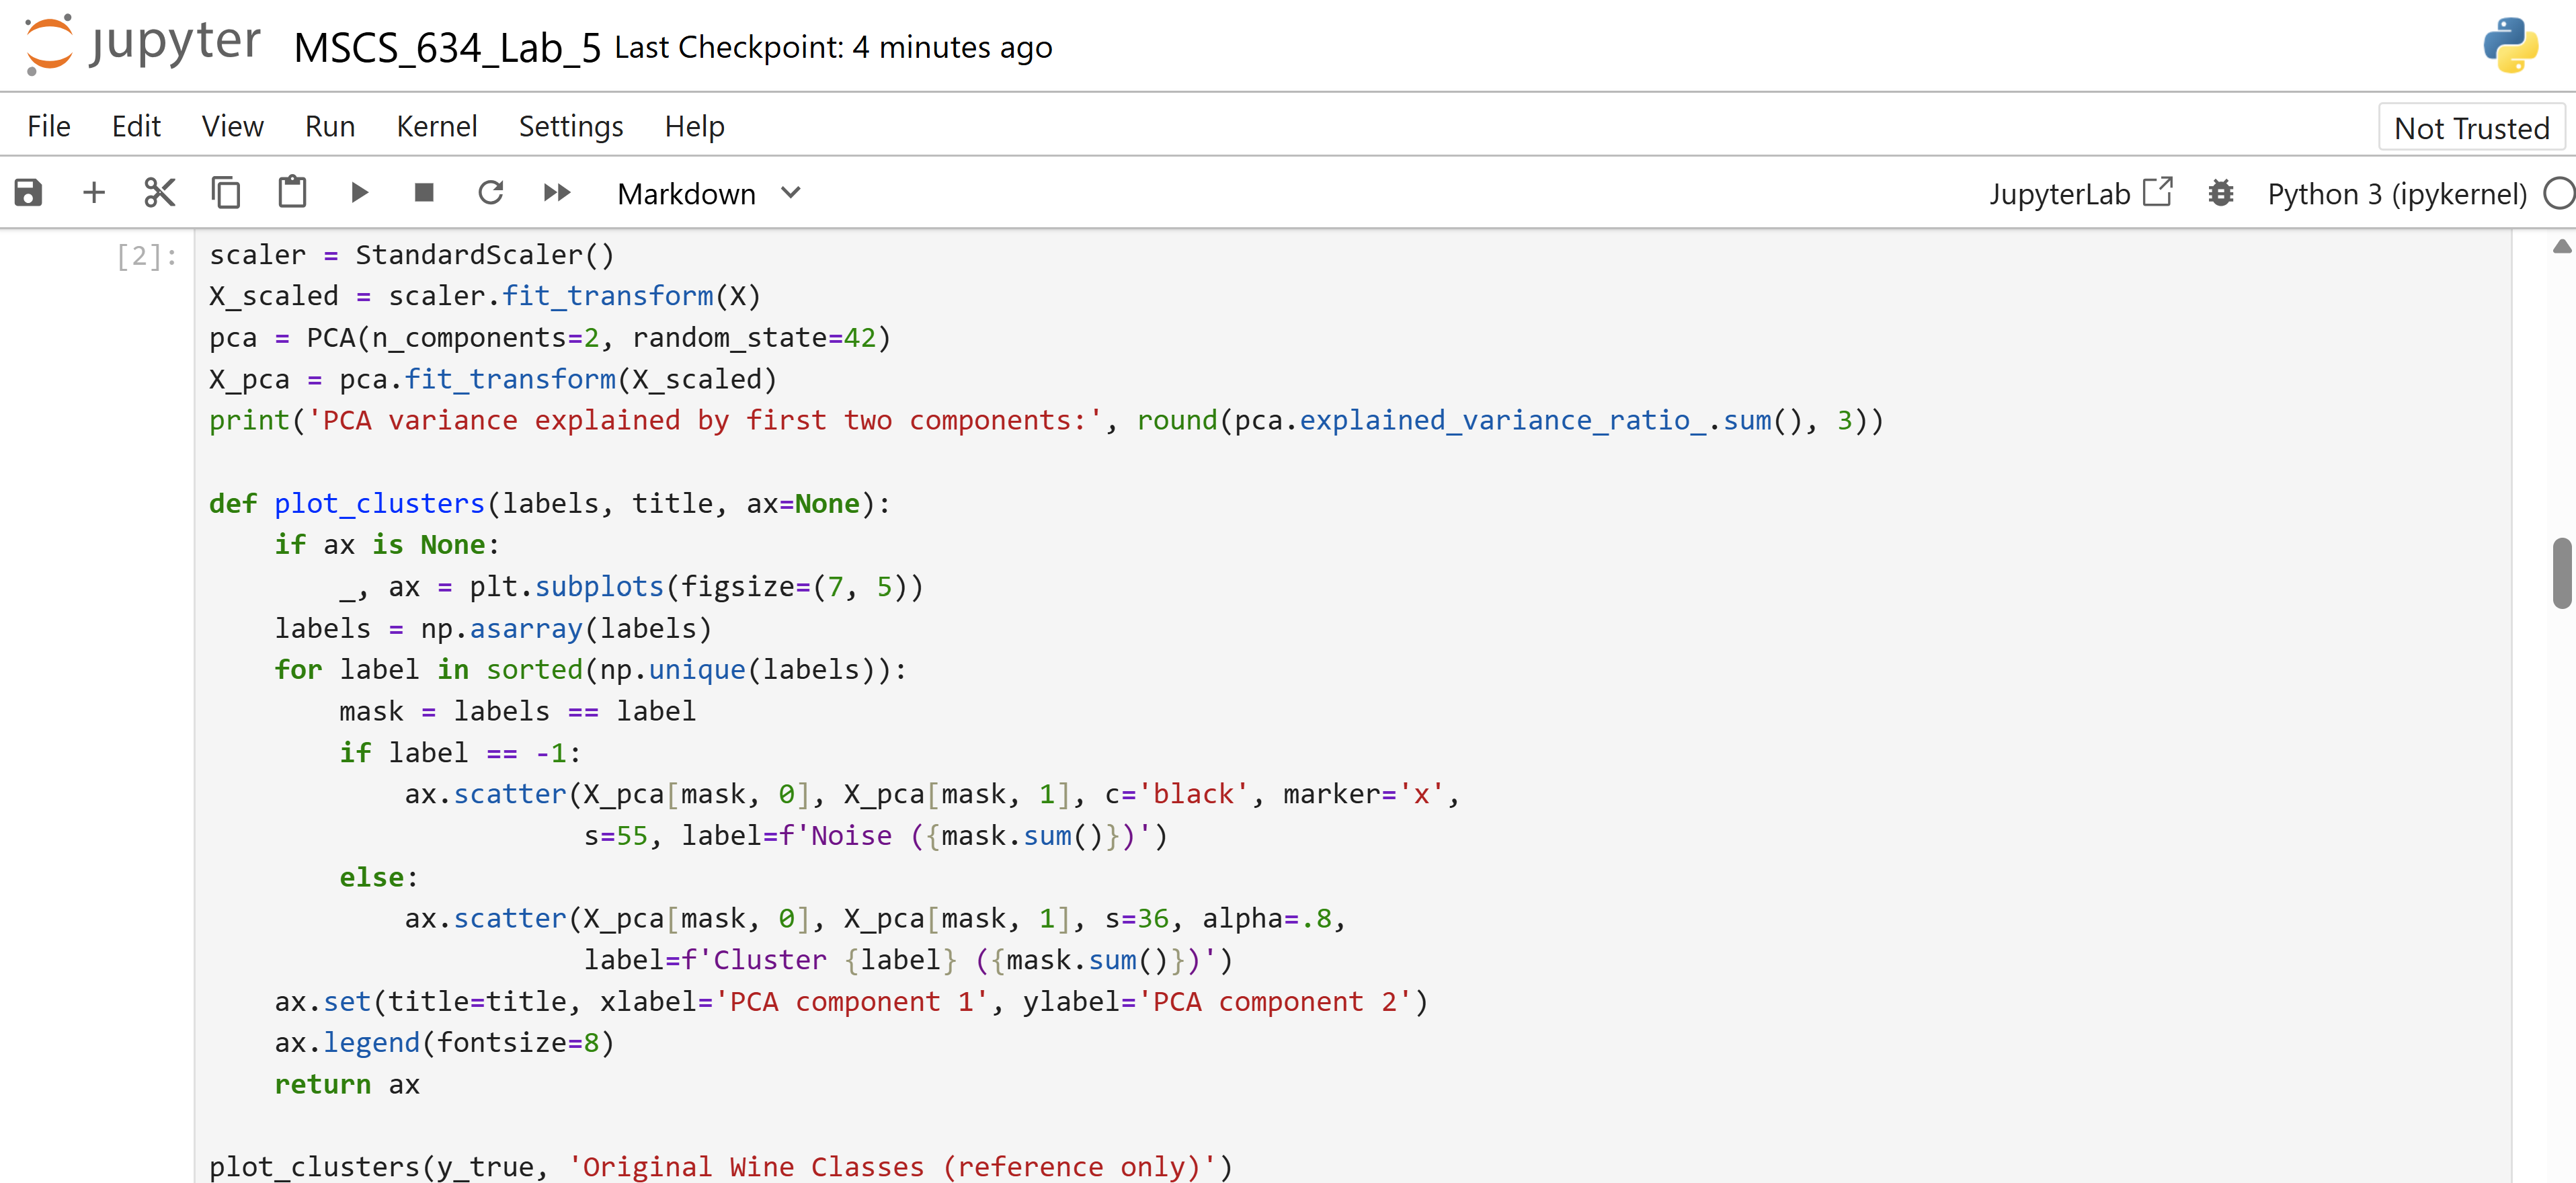 jupyter MSCS_634_Lab_5 Last Checkpoint: 4 minutes ago
File Edit View Run Kernel Settings Help Not Trusted
Markdown JupyterLab Python 3 (ipykernel)
[2]: scaler = StandardScaler()
X_scaled = scaler.fit_transform(X)
pca = PCA(n_components=2, random_state=42)
X_pca = pca.fit_transform(X_scaled)
print('PCA variance explained by first two components:', round(pca.explained_variance_ratio_.sum(), 3))

def plot_clusters(labels, title, ax=None):
    if ax is None:
        _, ax = plt.subplots(figsize=(7, 5))
    labels = np.asarray(labels)
    for label in sorted(np.unique(labels)):
        mask = labels == label
        if label == -1:
            ax.scatter(X_pca[mask, 0], X_pca[mask, 1], c='black', marker='x',
                       s=55, label=f'Noise ({mask.sum()})')
        else:
            ax.scatter(X_pca[mask, 0], X_pca[mask, 1], s=36, alpha=.8,
                       label=f'Cluster {label} ({mask.sum()})')
    ax.set(title=title, xlabel='PCA component 1', ylabel='PCA component 2')
    ax.legend(fontsize=8)
    return ax

plot_clusters(y_true, 'Original Wine Classes (reference only)')